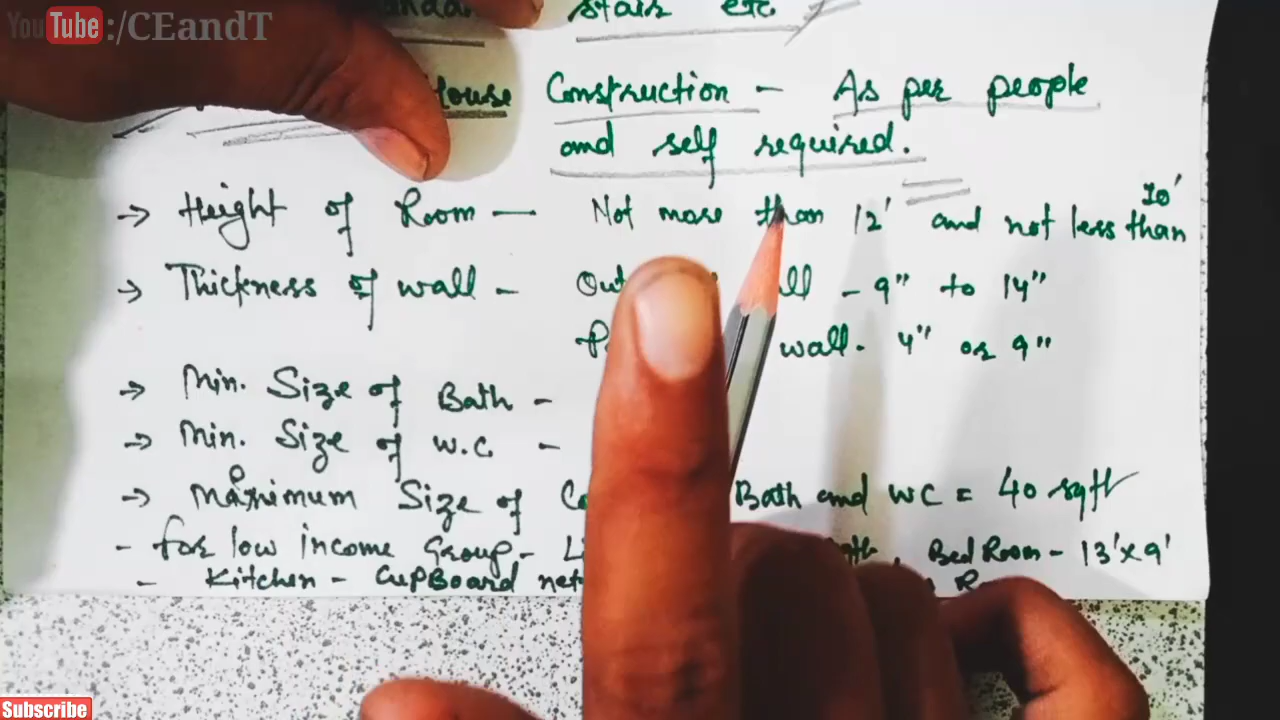 YouTube:/CEandT
stairs etc
House Construction - As per people
and self required.
10'
→ Height of Room — Not more than 12' and not less than
→ Thickness of wall - wall - 9" to 14"
wall - 4" or 9"
→ Min. Size of Bath -
→ Min. Size of W.C -
→ Maximum Size of Bath and WC = 40 sqft
- for low income Group - Bed Room - 13'x9'
- Kitchen - CupBoard
Subscribe